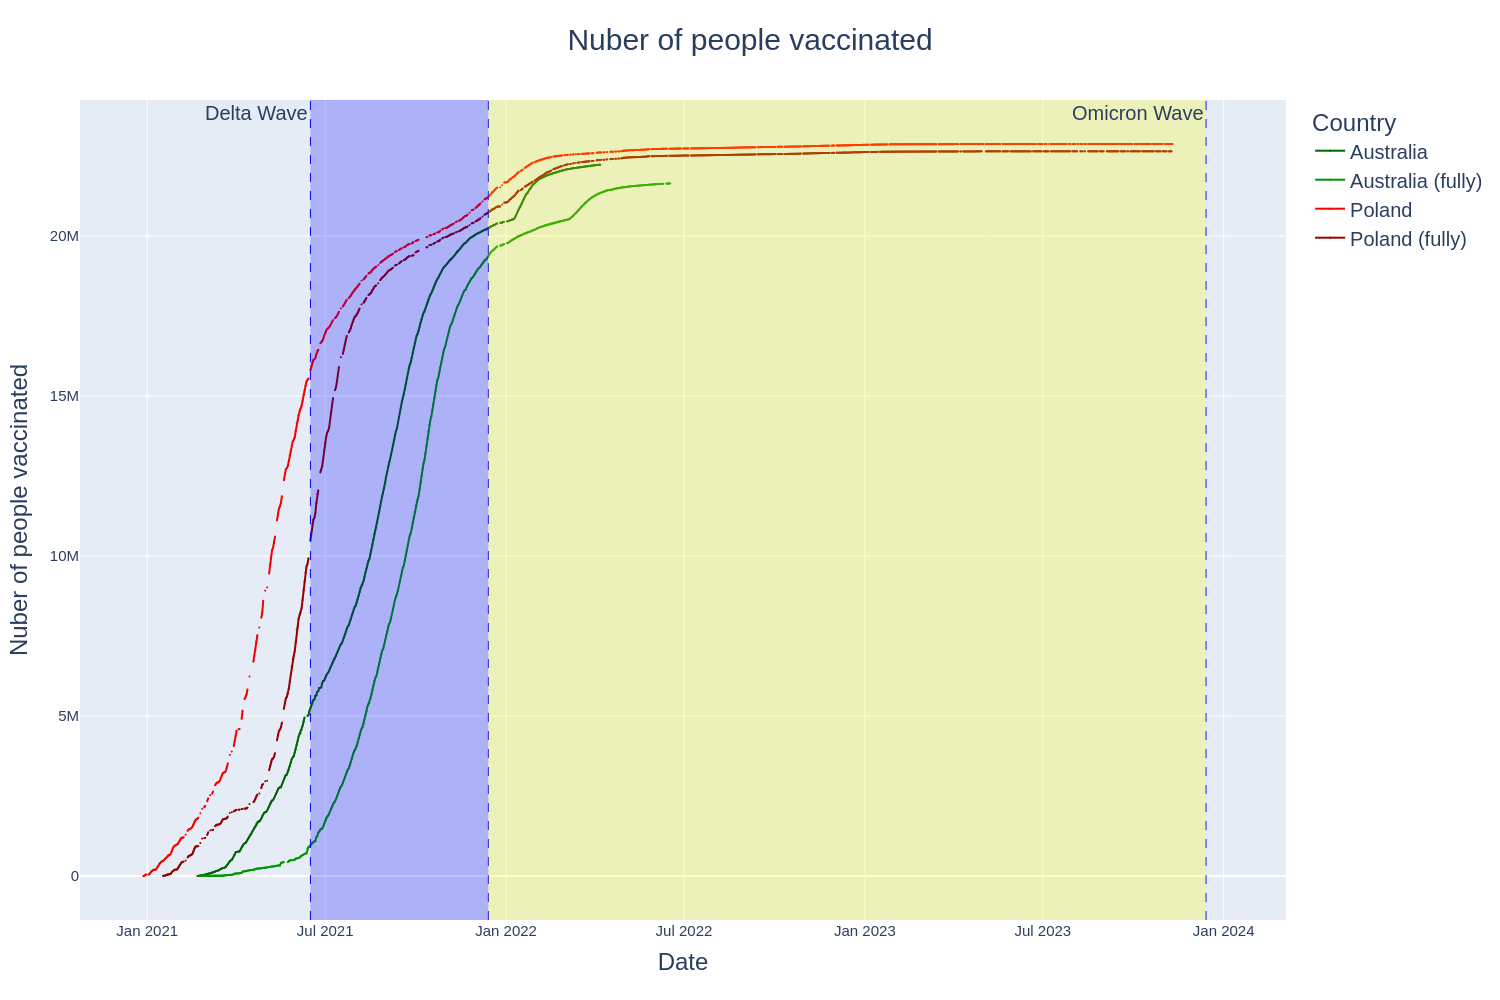 Nuber of people vaccinated
Delta Wave
Omicron Wave
Country
Australia
Australia (fully)
Poland
Poland (fully)
Nuber of people vaccinated
20M
15M
10M
5M
0
Jan 2021
Jul 2021
Jan 2022
Jul 2022
Jan 2023
Jul 2023
Jan 2024
Date